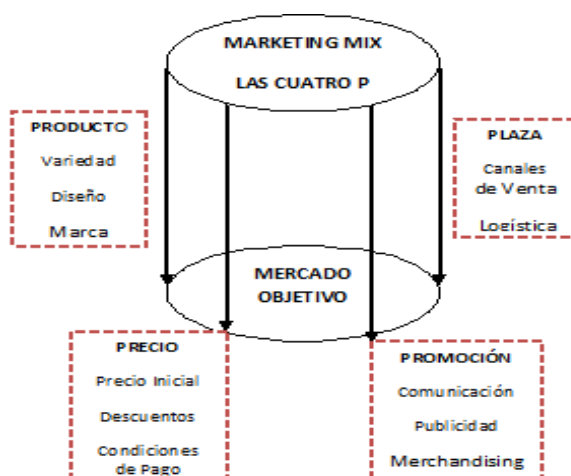 MARKETING MIX
LAS CUATRO P
PRODUCTO
Variedad
Diseño
Marca
PLAZA
Canales
de Venta
Logística
MERCADO
OBJETIVO
PRECIO
Precio Inicial
Descuentos
Condiciones
de Pago
PROMOCIÓN
Comunicación
Publicidad
Merchandising